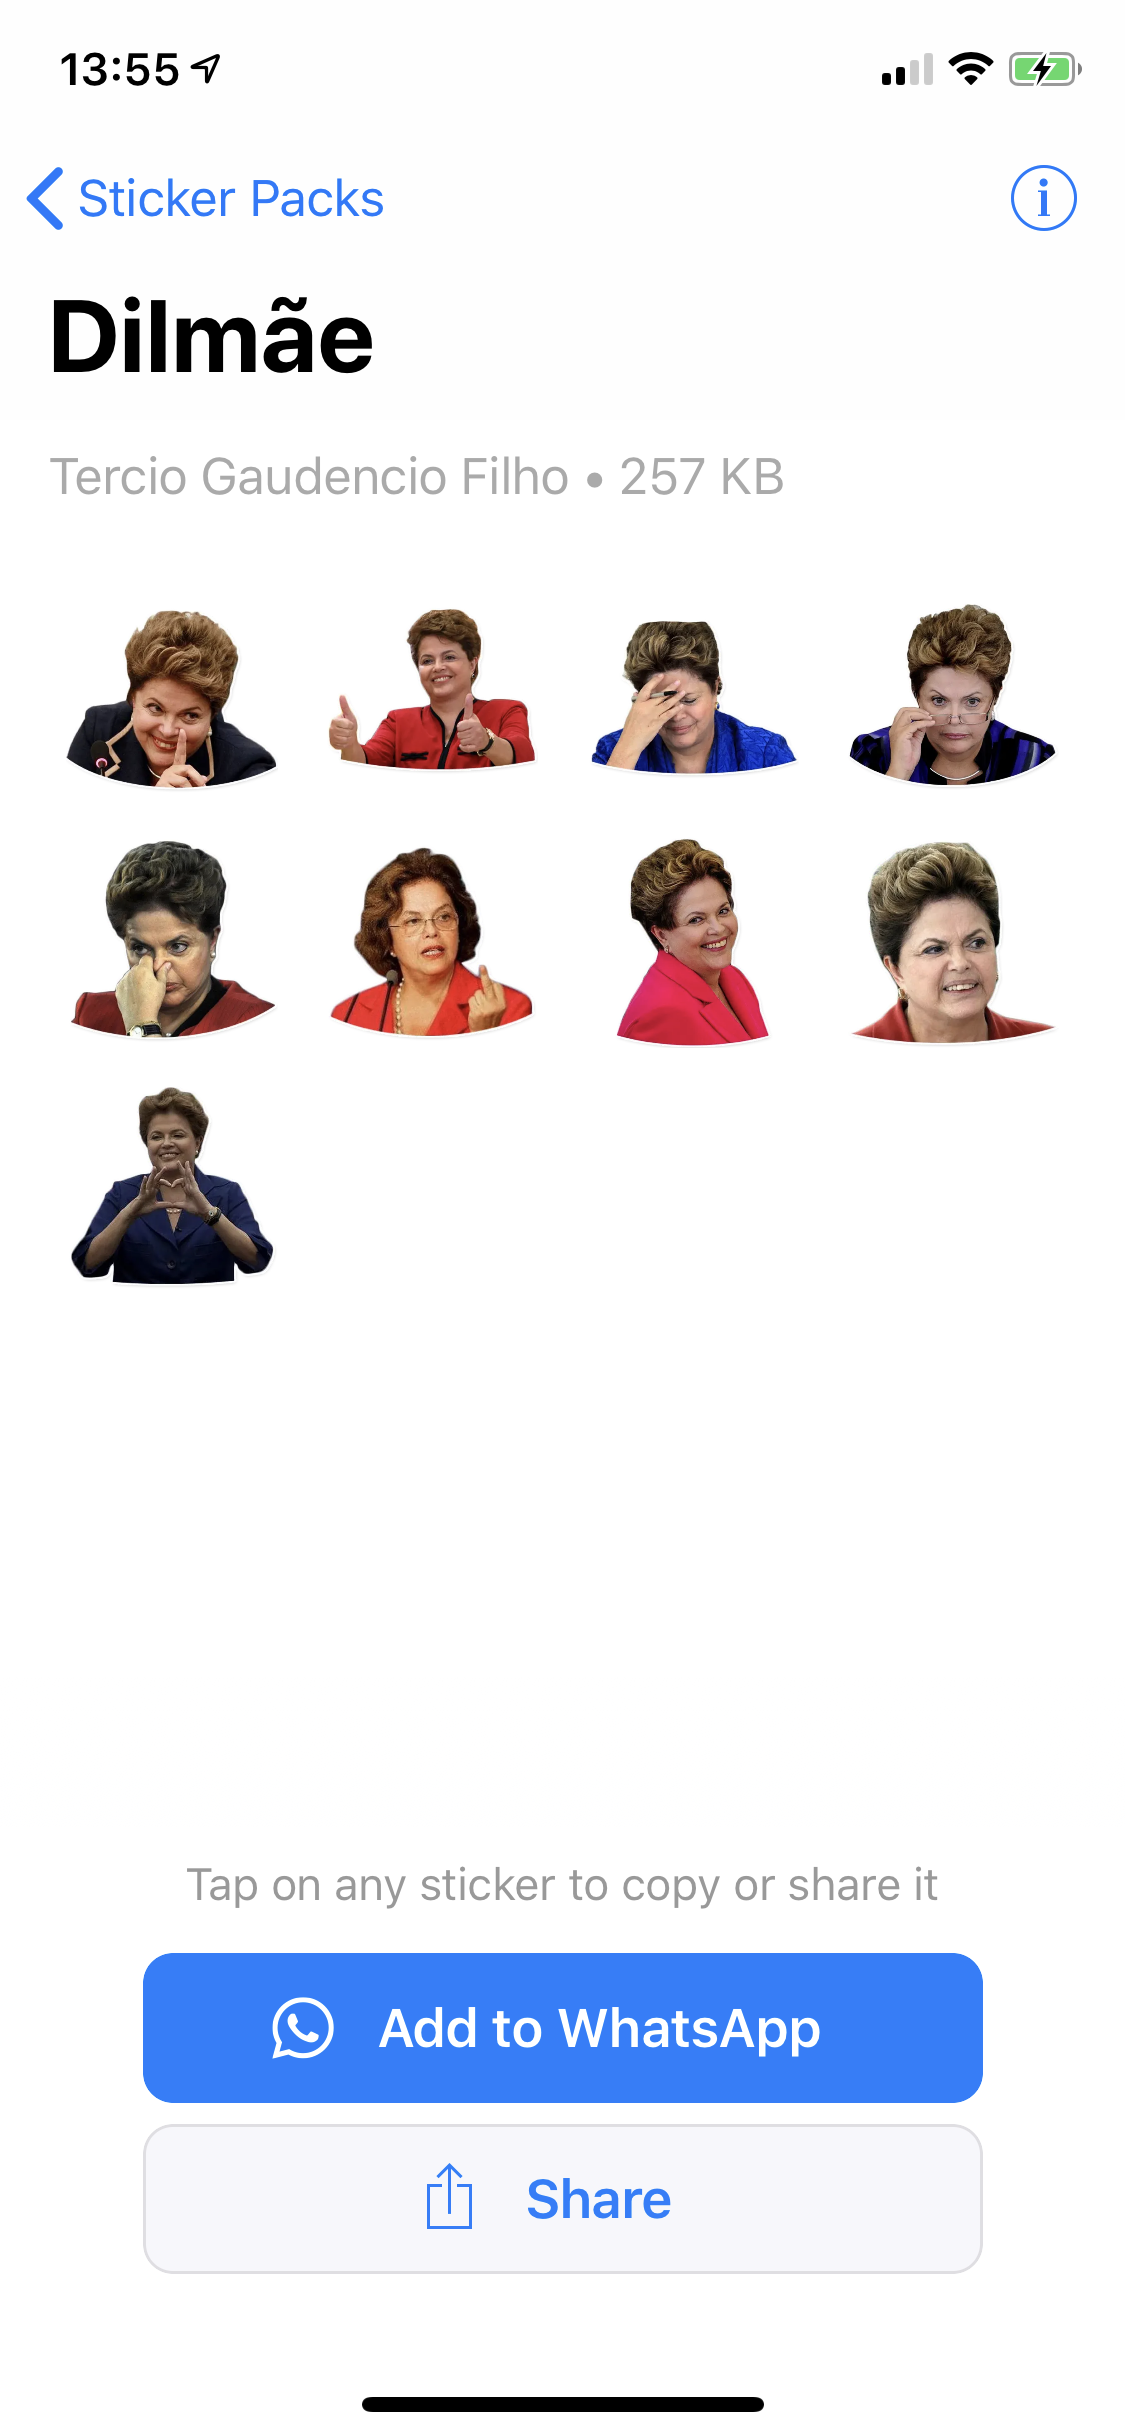 13:55
Sticker Packs
Dilmãe
Tercio Gaudencio Filho • 257 KB
Tap on any sticker to copy or share it
Add to WhatsApp
Share